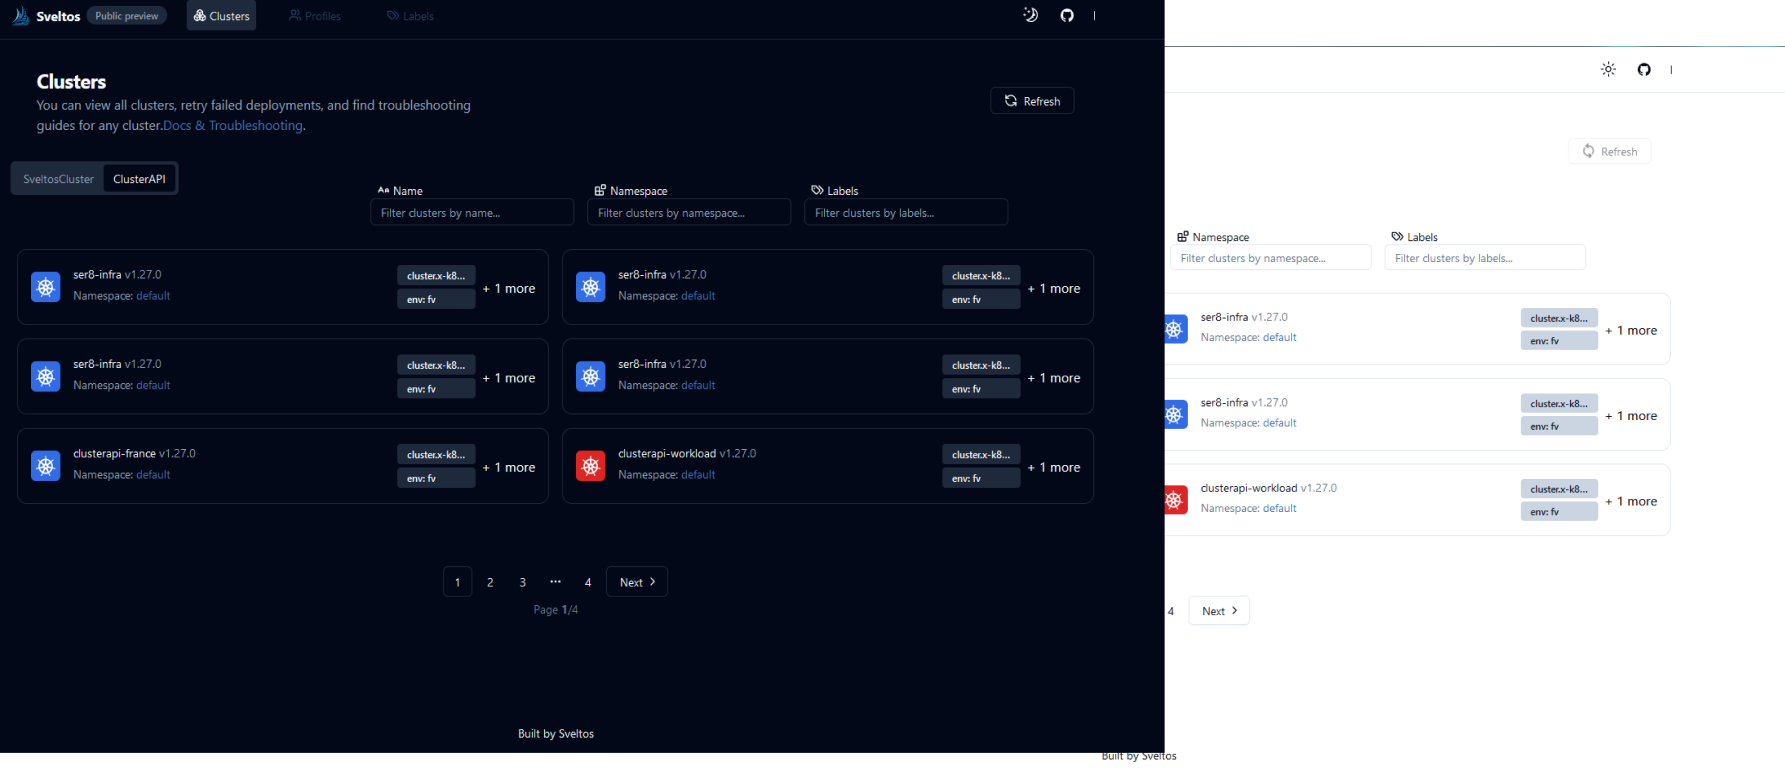 Sveltos Public preview Clusters Profiles Labels
Clusters
You can view all clusters, retry failed deployments, and find troubleshooting
guides for any cluster.Docs & Troubleshooting.
Refresh
SveltosCluster ClusterAPI
Name Namespace Labels
Filter clusters by name... Filter clusters by namespace... Filter clusters by labels...
ser8-infra v1.27.0
Namespace: default
cluster.x-k8...
env: fv
+ 1 more
ser8-infra v1.27.0
Namespace: default
cluster.x-k8...
env: fv
+ 1 more
ser8-infra v1.27.0
Namespace: default
cluster.x-k8...
env: fv
+ 1 more
ser8-infra v1.27.0
Namespace: default
cluster.x-k8...
env: fv
+ 1 more
clusterapi-france v1.27.0
Namespace: default
cluster.x-k8...
env: fv
+ 1 more
clusterapi-workload v1.27.0
Namespace: default
cluster.x-k8...
env: fv
+ 1 more
1 2 3 ... 4 Next
Page 1/4
Built by Sveltos
Refresh
Namespace Labels
Filter clusters by namespace... Filter clusters by labels...
ser8-infra v1.27.0
Namespace: default
cluster.x-k8...
env: fv
+ 1 more
ser8-infra v1.27.0
Namespace: default
cluster.x-k8...
env: fv
+ 1 more
clusterapi-workload v1.27.0
Namespace: default
cluster.x-k8...
env: fv
+ 1 more
4 Next
Built by Sveltos